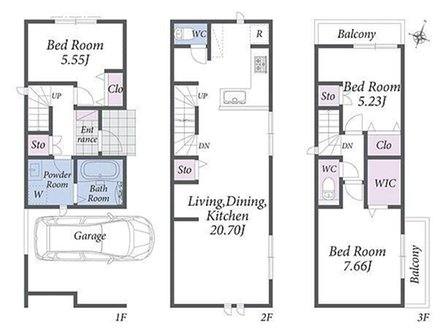 Bed Room
5.55J
Clo
UP
Ent
rance
Sto
Powder
Room
W
Bath
Room
Garage
1F
WC
R
UP
DN
Sto
Living,Dining,
Kitchen
20.70J
2F
Balcony
Bed Room
5.23J
Sto
DN
Clo
WC
WIC
Bed Room
7.66J
Balcony
3F